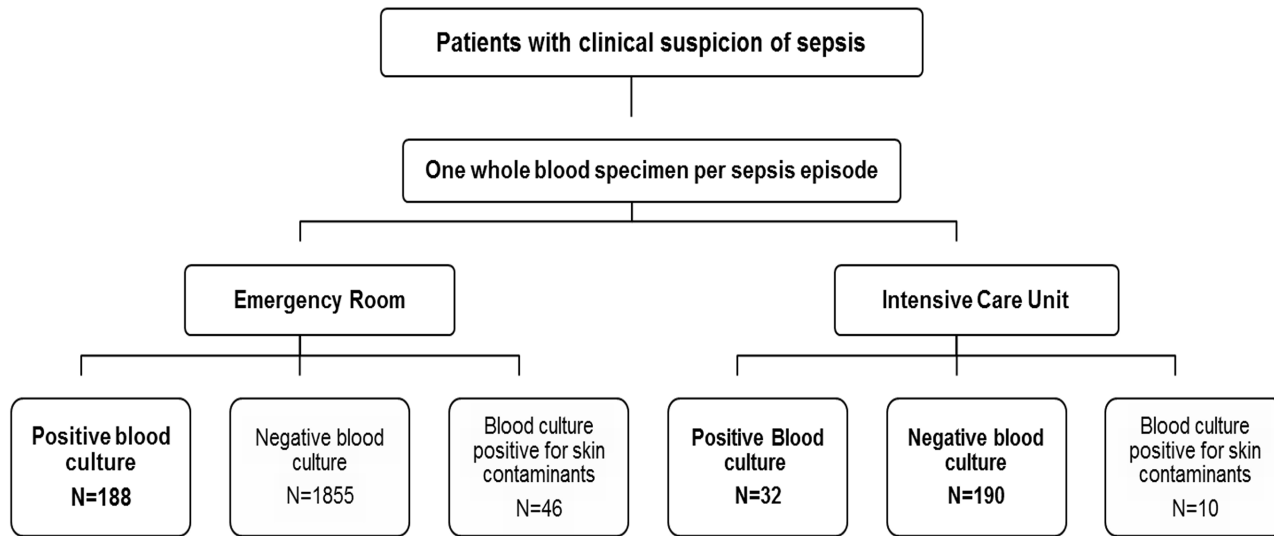 Patients with clinical suspicion of sepsis
One whole blood specimen per sepsis episode
Emergency Room
Intensive Care Unit
Positive blood
culture
N=188
Negative blood
culture
N=1855
Blood culture
positive for skin
contaminants
N=46
Positive Blood
culture
N=32
Negative blood
culture
N=190
Blood culture
positive for skin
contaminants
N=10